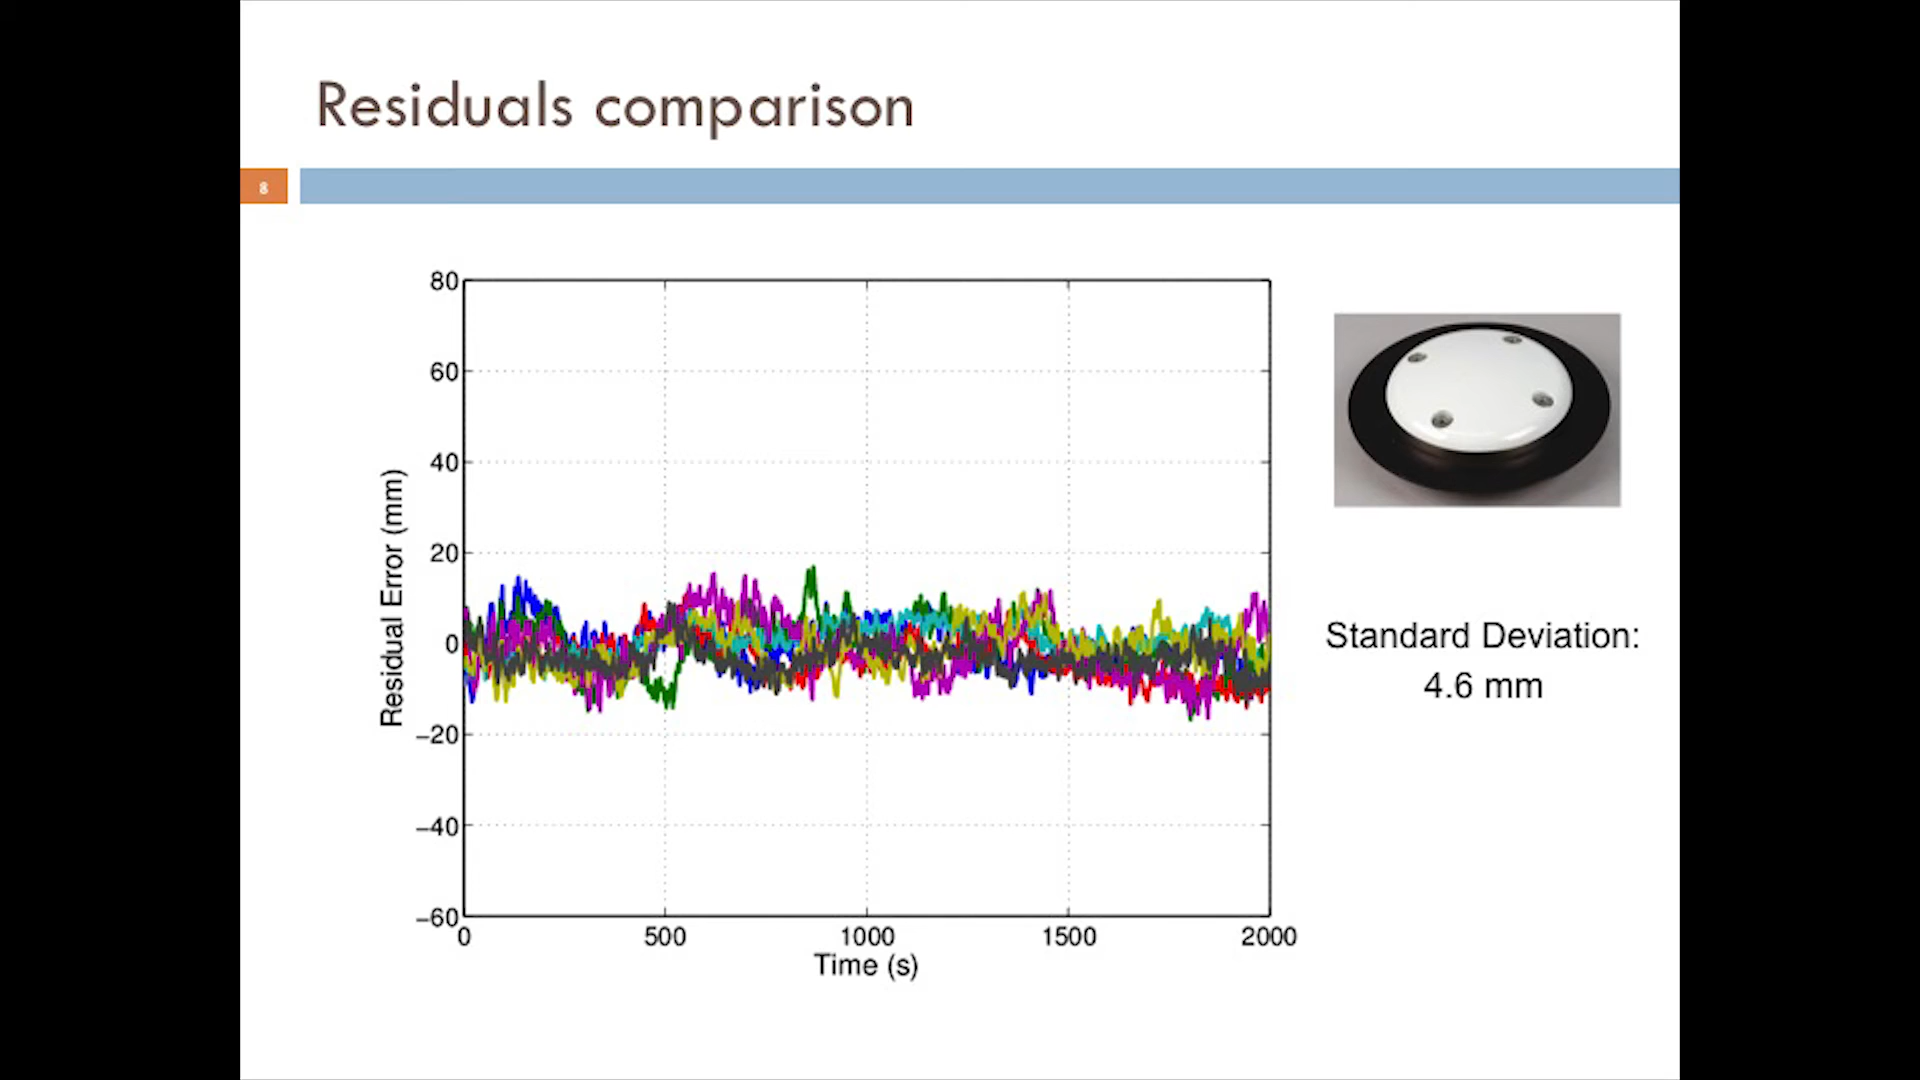 Residuals comparison
8
80
60
40
20
0
−20
−40
−60
Residual Error (mm)
0 500 1000 1500 2000
Time (s)
Standard Deviation:
4.6 mm